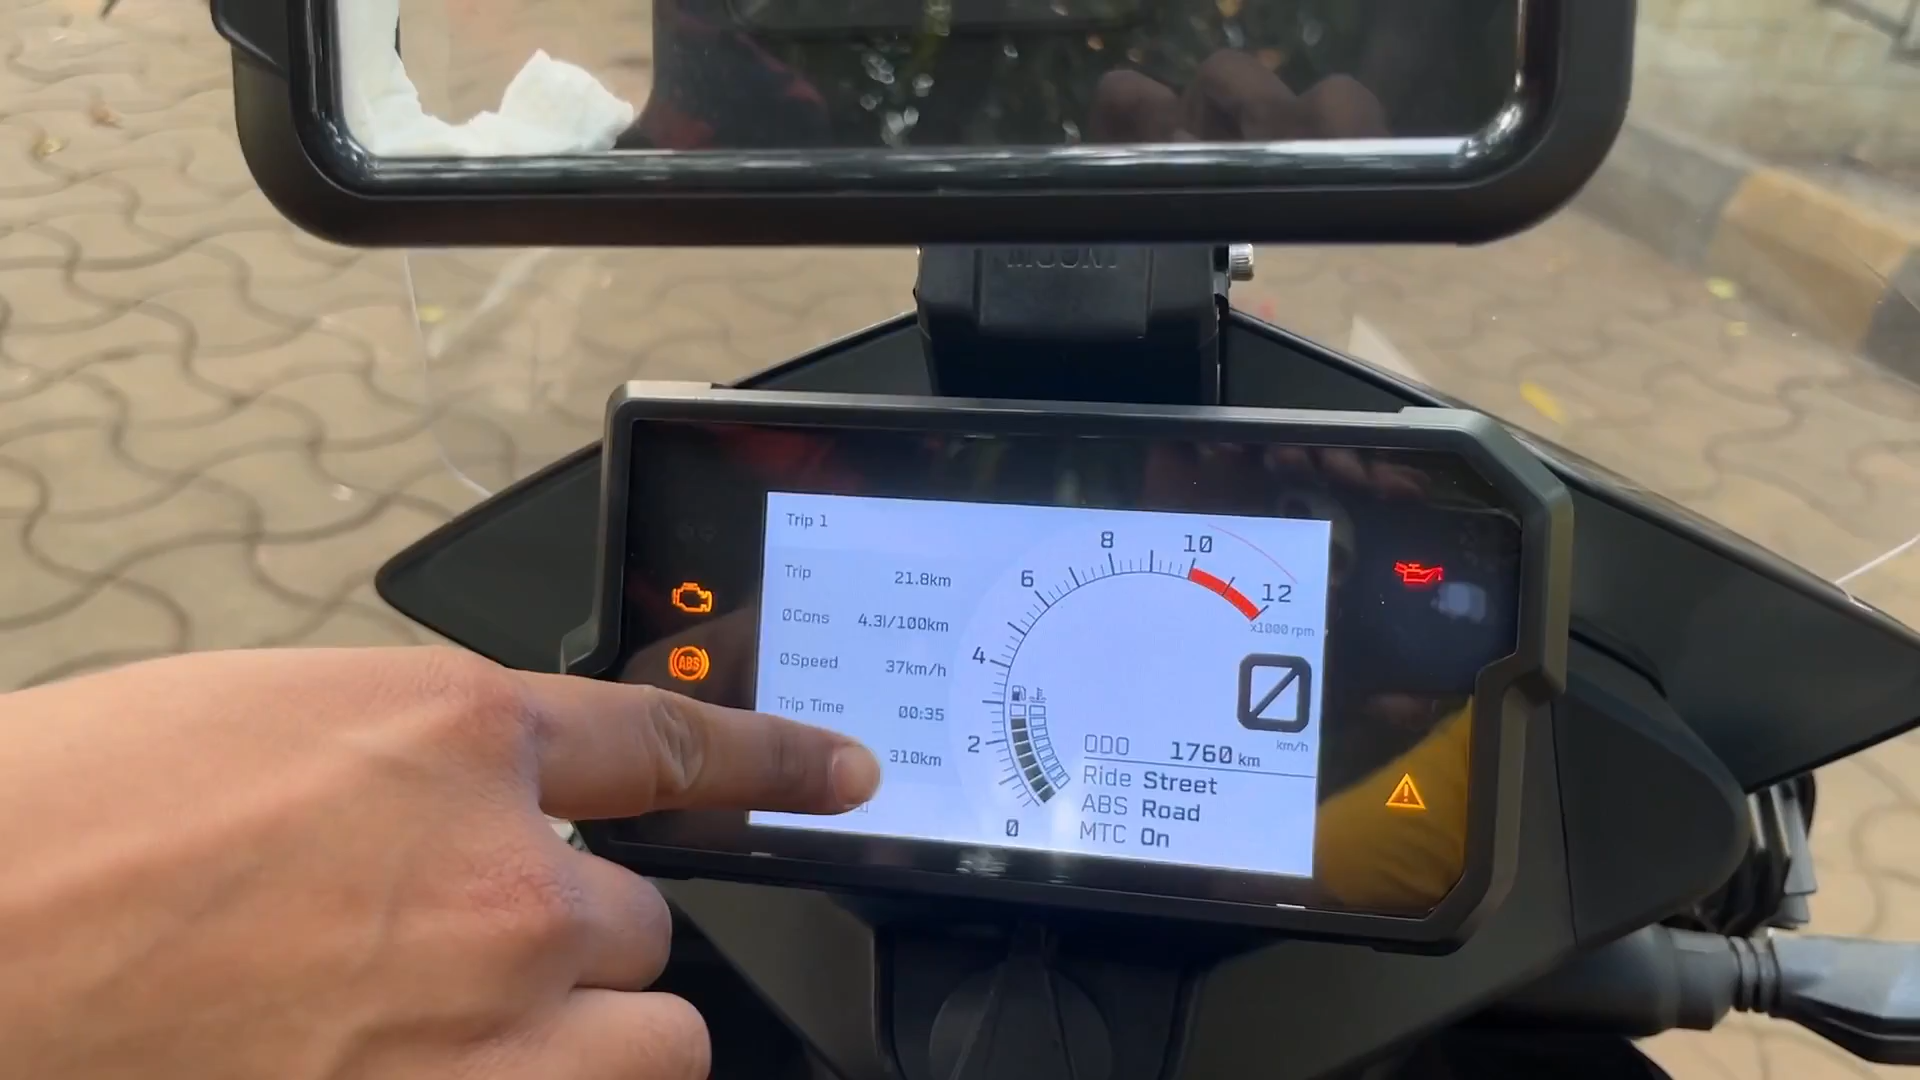 Trip 1
Trip 21.8km
ØCons 4.3l/100km
ØSpeed 37km/h
Trip Time 00:35
310km
0
2
4
6
8
10
12
x1000 rpm
0
km/h
ODO 1760 km
Ride Street
ABS Road
MTC On
ABS